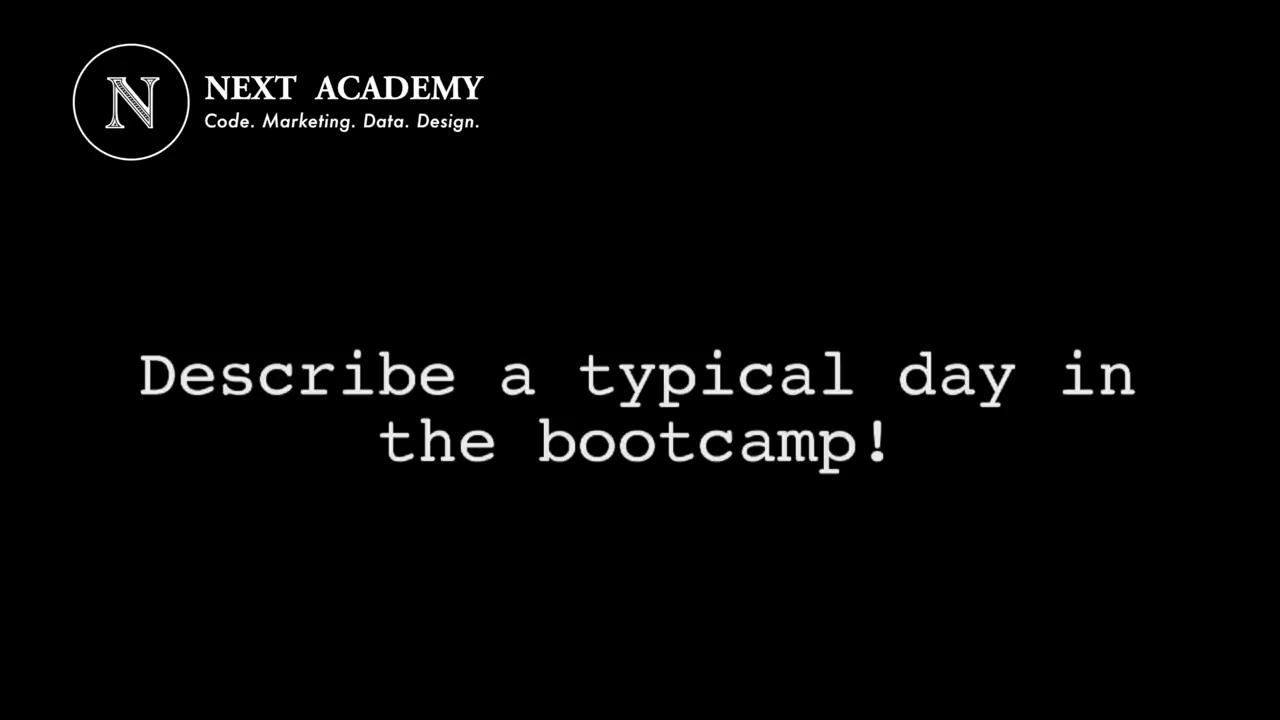 N
NEXT ACADEMY
Code. Marketing. Data. Design.
Describe a typical day in
the bootcamp!